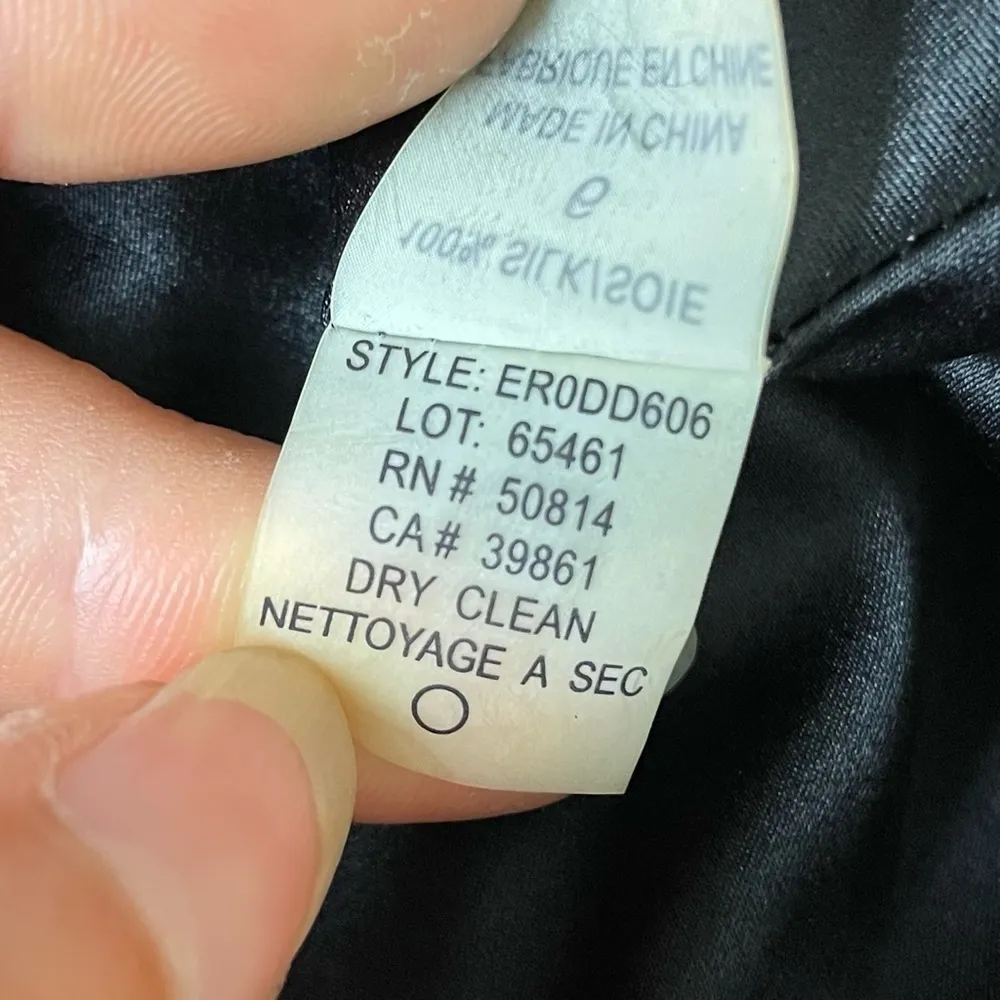 FABRIQUE EN CHINE
MADE IN CHINA
6
100% SILK/SOIE
STYLE: ER0DD606
LOT: 65461
RN # 50814
CA # 39861
DRY CLEAN
NETTOYAGE A SEC